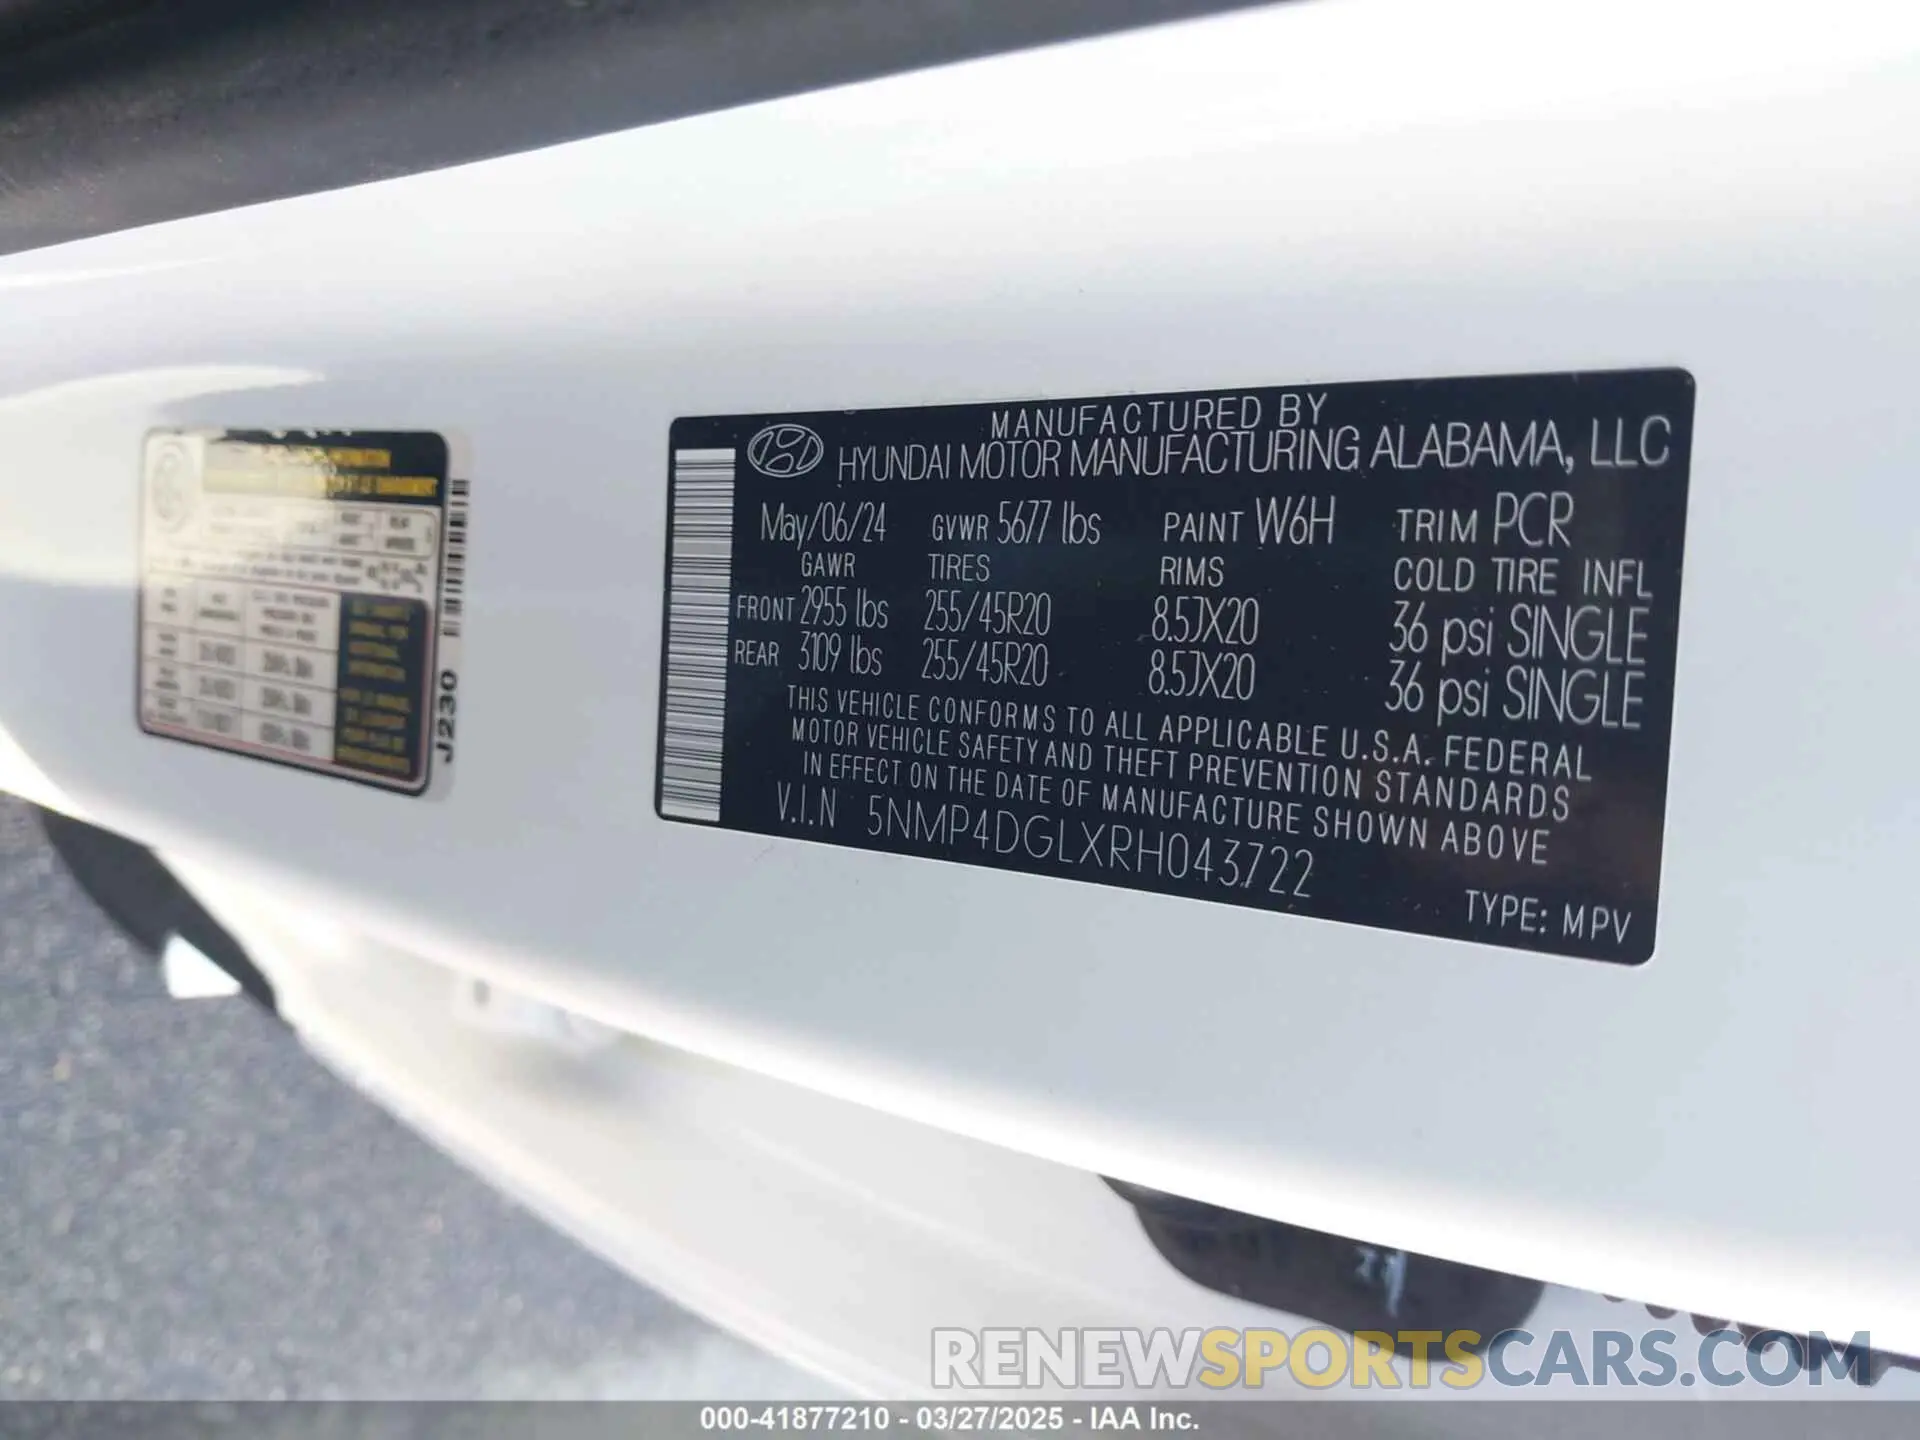 MANUFACTURED BY
HYUNDAI MOTOR MANUFACTURING ALABAMA, LLC
May/06/24 GVWR 5677 lbs PAINT W6H TRIM PCR
GAWR TIRES RIMS COLD TIRE INFL
FRONT 2955 lbs 255/45R20 8.5JX20 36 psi SINGLE
REAR 3109 lbs 255/45R20 8.5JX20 36 psi SINGLE
THIS VEHICLE CONFORMS TO ALL APPLICABLE U.S.A. FEDERAL
MOTOR VEHICLE SAFETY AND THEFT PREVENTION STANDARDS
IN EFFECT ON THE DATE OF MANUFACTURE SHOWN ABOVE
V.I.N 5NMP4DGLXRH043722
TYPE: MPV
J230
RENEWSPORTSCARS.COM
000-41877210 - 03/27/2025 - IAA Inc.